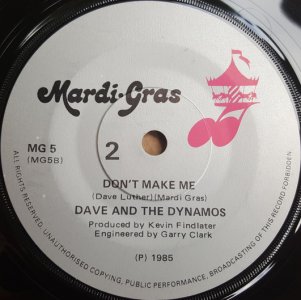 Mardi-Gras
MG 5
(MG5B)
2
DON'T MAKE ME
(Dave Luther)(Mardi Gras)
DAVE AND THE DYNAMOS
Produced by Kevin Findlater
Engineered by Garry Clark
(P) 1985
ALL RIGHTS RESERVED. UNAUTHORISED COPYING, PUBLIC PERFORMANCE, BROADCASTING OF THIS RECORD FORBIDDEN.